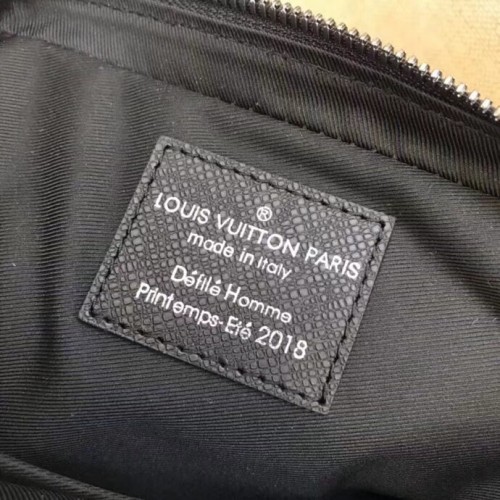 ®
LOUIS VUITTON PARIS
made in Italy
Défilé Homme
Printemps-Eté 2018